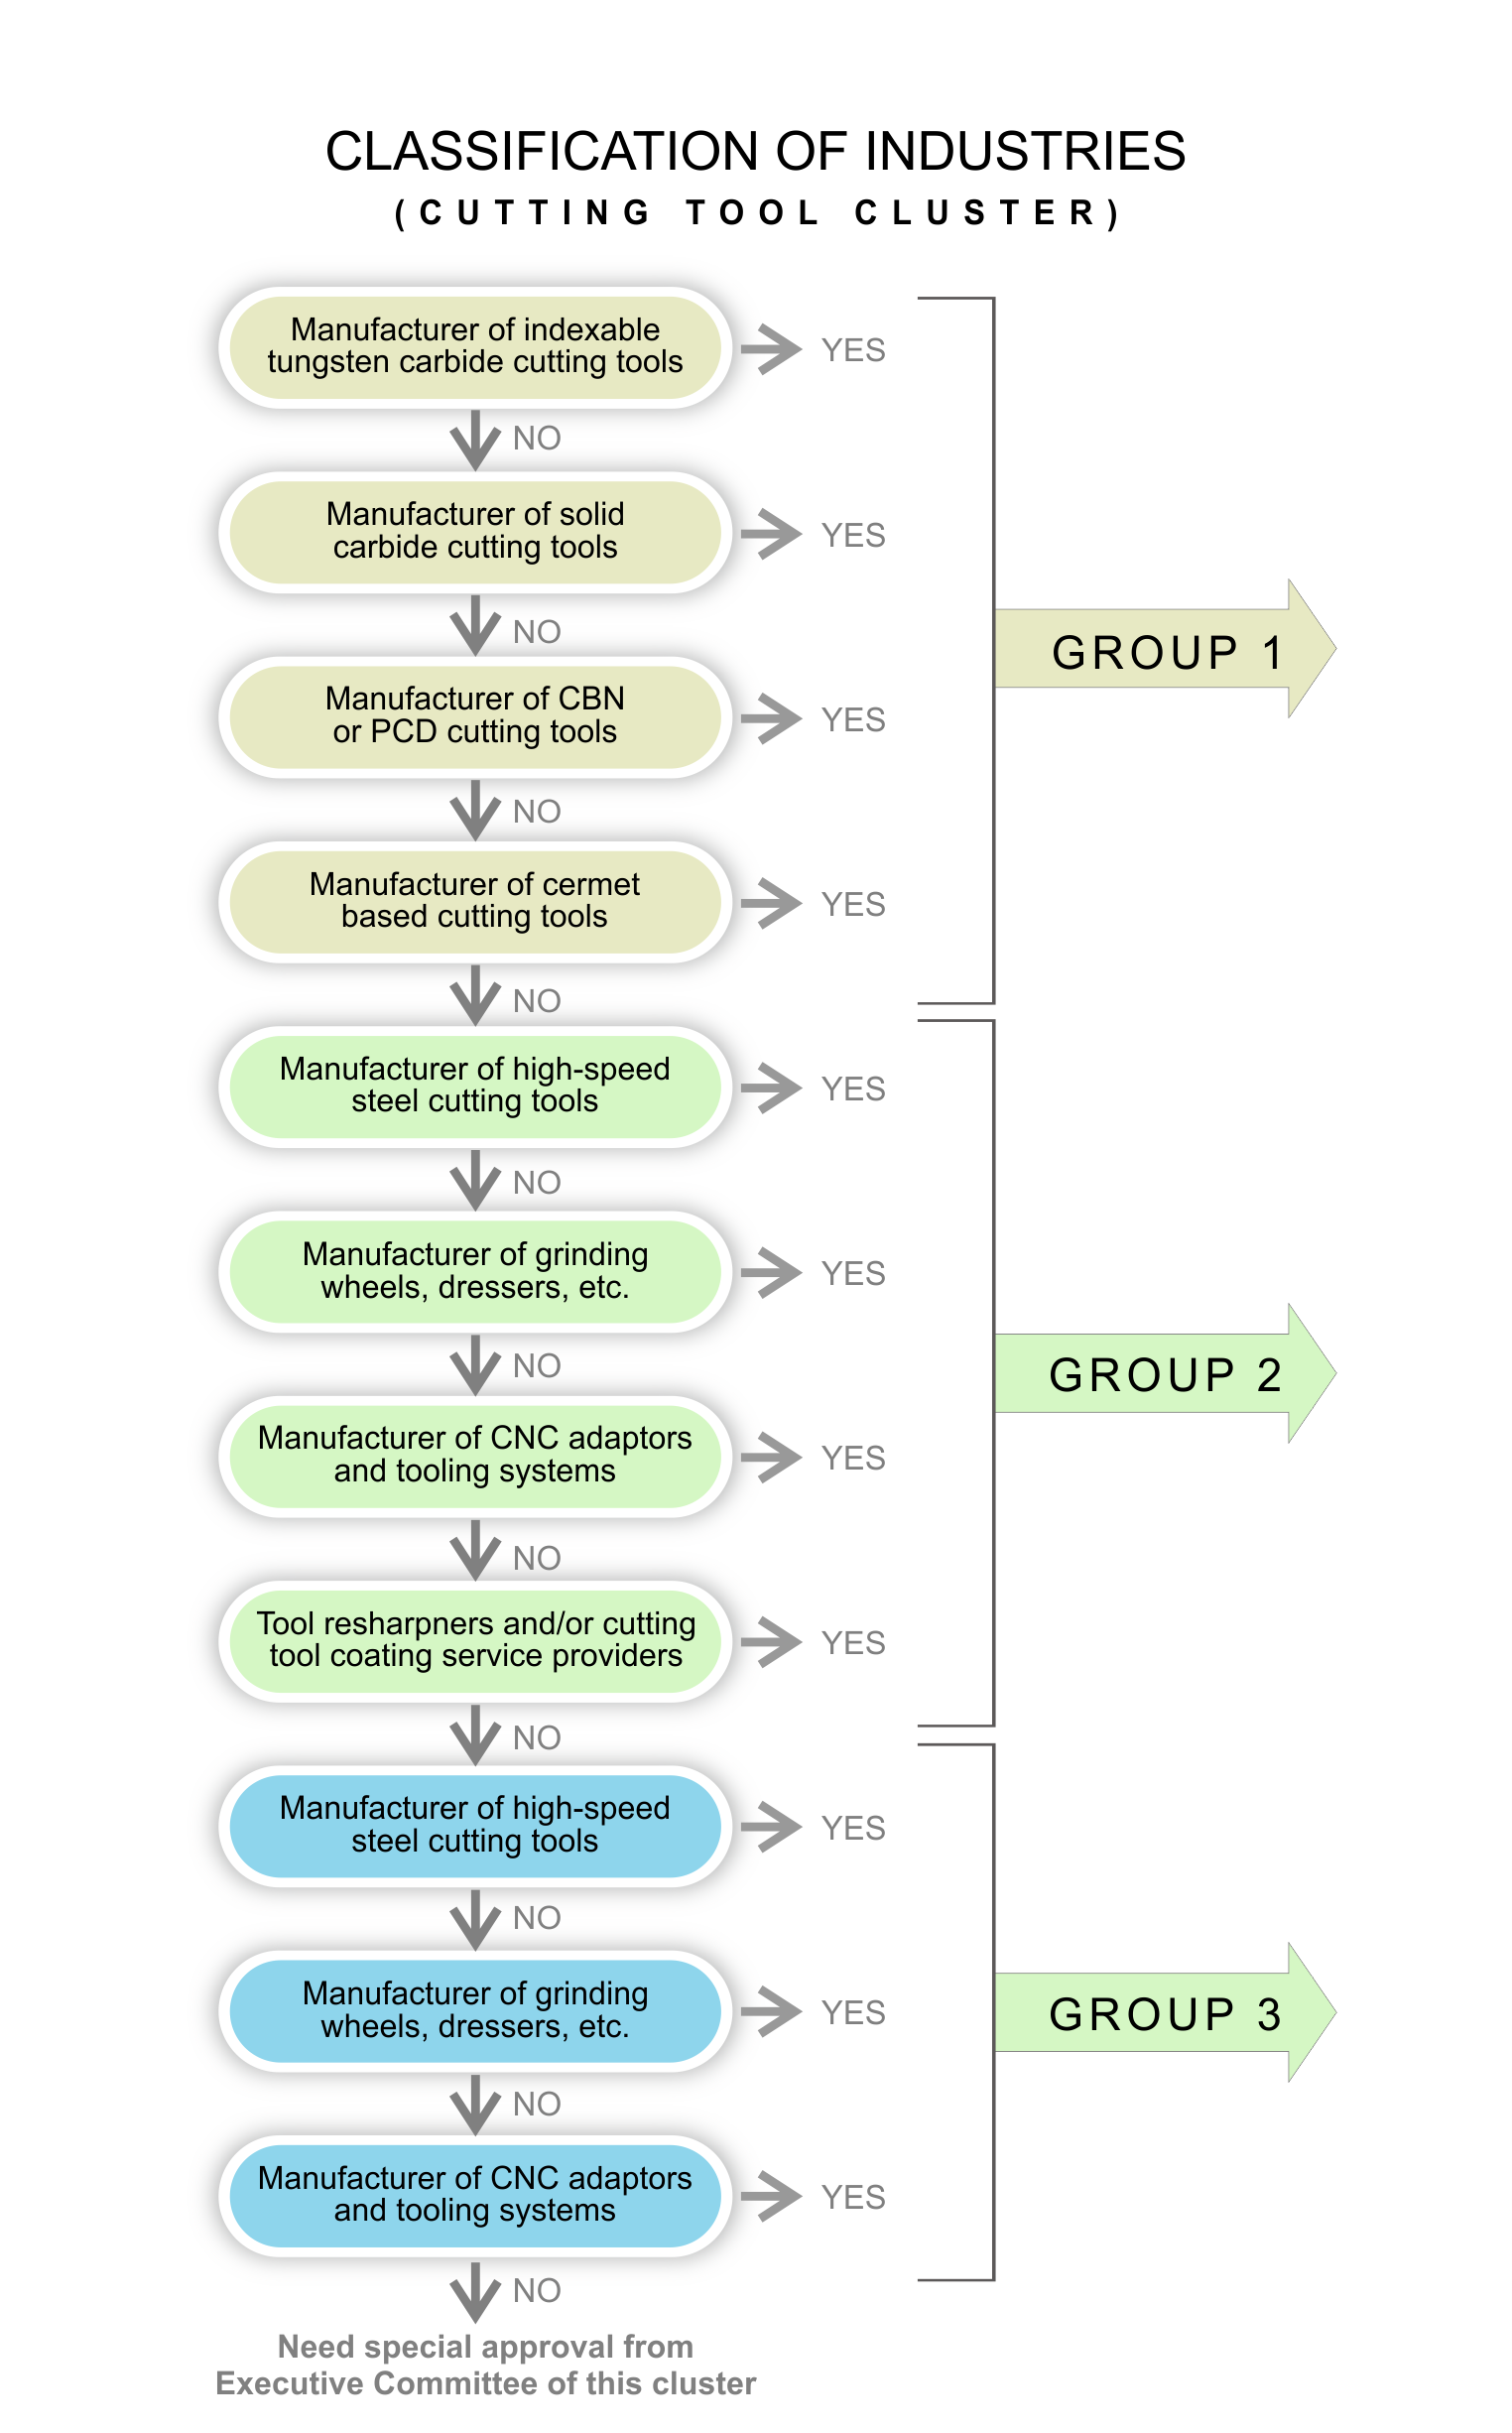 CLASSIFICATION OF INDUSTRIES
(CUTTING TOOL CLUSTER)
Manufacturer of indexable
tungsten carbide cutting tools
YES
NO
Manufacturer of solid
carbide cutting tools
YES
NO
Manufacturer of CBN
or PCD cutting tools
YES
NO
Manufacturer of cermet
based cutting tools
YES
NO
GROUP 1
Manufacturer of high-speed
steel cutting tools
YES
NO
Manufacturer of grinding
wheels, dressers, etc.
YES
NO
Manufacturer of CNC adaptors
and tooling systems
YES
NO
Tool resharpners and/or cutting
tool coating service providers
YES
NO
GROUP 2
Manufacturer of high-speed
steel cutting tools
YES
NO
Manufacturer of grinding
wheels, dressers, etc.
YES
NO
Manufacturer of CNC adaptors
and tooling systems
YES
NO
GROUP 3
Need special approval from
Executive Committee of this cluster